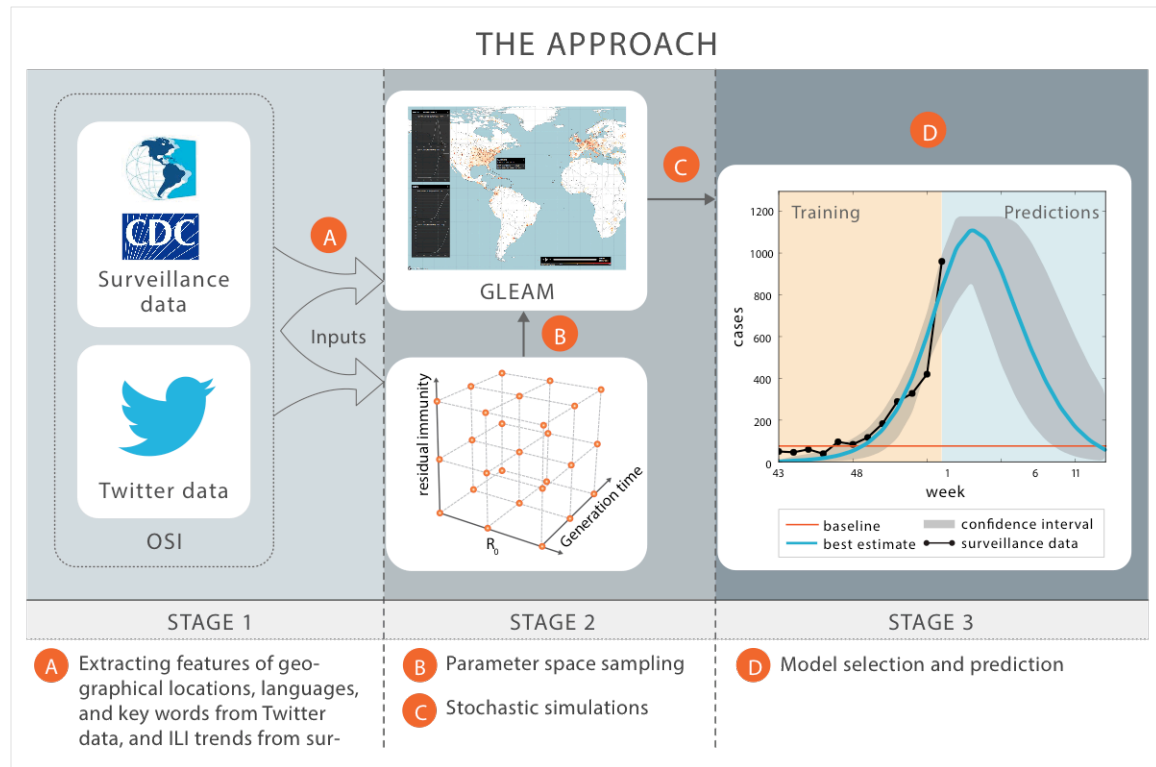 THE APPROACH
CDC
Surveillance
data
Twitter data
OSI
A
Inputs
GLEAM
B
residual immunity
R0
Generation time
C
D
Training
Predictions
1200
1000
800
600
400
200
0
cases
43
48
1
6
11
week
baseline
confidence interval
best estimate
surveillance data
STAGE 1
STAGE 2
STAGE 3
A Extracting features of geo-
graphical locations, languages,
and key words from Twitter
data, and ILI trends from sur-
B Parameter space sampling
C Stochastic simulations
D Model selection and prediction